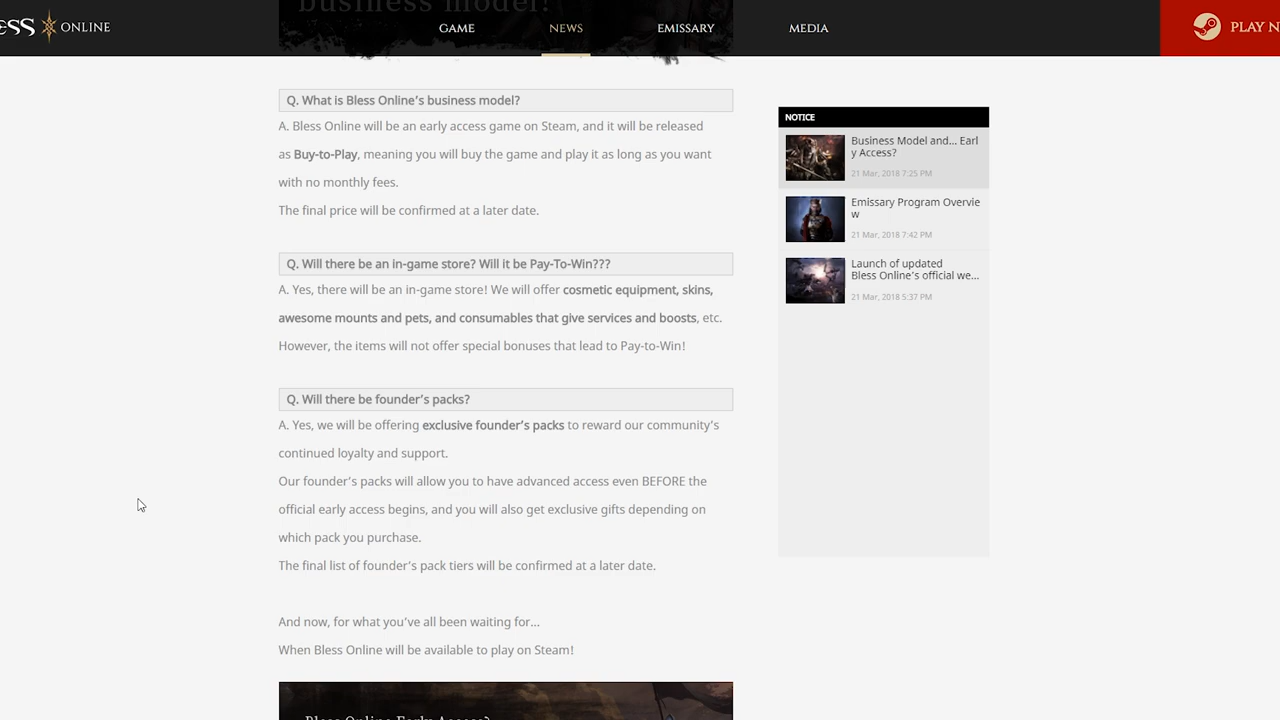 business model?
ESS ONLINE
GAME
NEWS
EMISSARY
MEDIA
PLAY N
Q. What is Bless Online's business model?
A. Bless Online will be an early access game on Steam, and it will be released
as Buy-to-Play, meaning you will buy the game and play it as long as you want
with no monthly fees.
The final price will be confirmed at a later date.
Q. Will there be an in-game store? Will it be Pay-To-Win???
A. Yes, there will be an in-game store! We will offer cosmetic equipment, skins,
awesome mounts and pets, and consumables that give services and boosts, etc.
However, the items will not offer special bonuses that lead to Pay-to-Win!
Q. Will there be founder's packs?
A. Yes, we will be offering exclusive founder's packs to reward our community's
continued loyalty and support.
Our founder's packs will allow you to have advanced access even BEFORE the
official early access begins, and you will also get exclusive gifts depending on
which pack you purchase.
The final list of founder's pack tiers will be confirmed at a later date.
And now, for what you've all been waiting for...
When Bless Online will be available to play on Steam!
Bless Online Early Access?
NOTICE
Business Model and... Earl
y Access?
21 Mar, 2018 7:25 PM
Emissary Program Overvie
w
21 Mar, 2018 7:42 PM
Launch of updated
Bless Online's official we...
21 Mar, 2018 5:37 PM